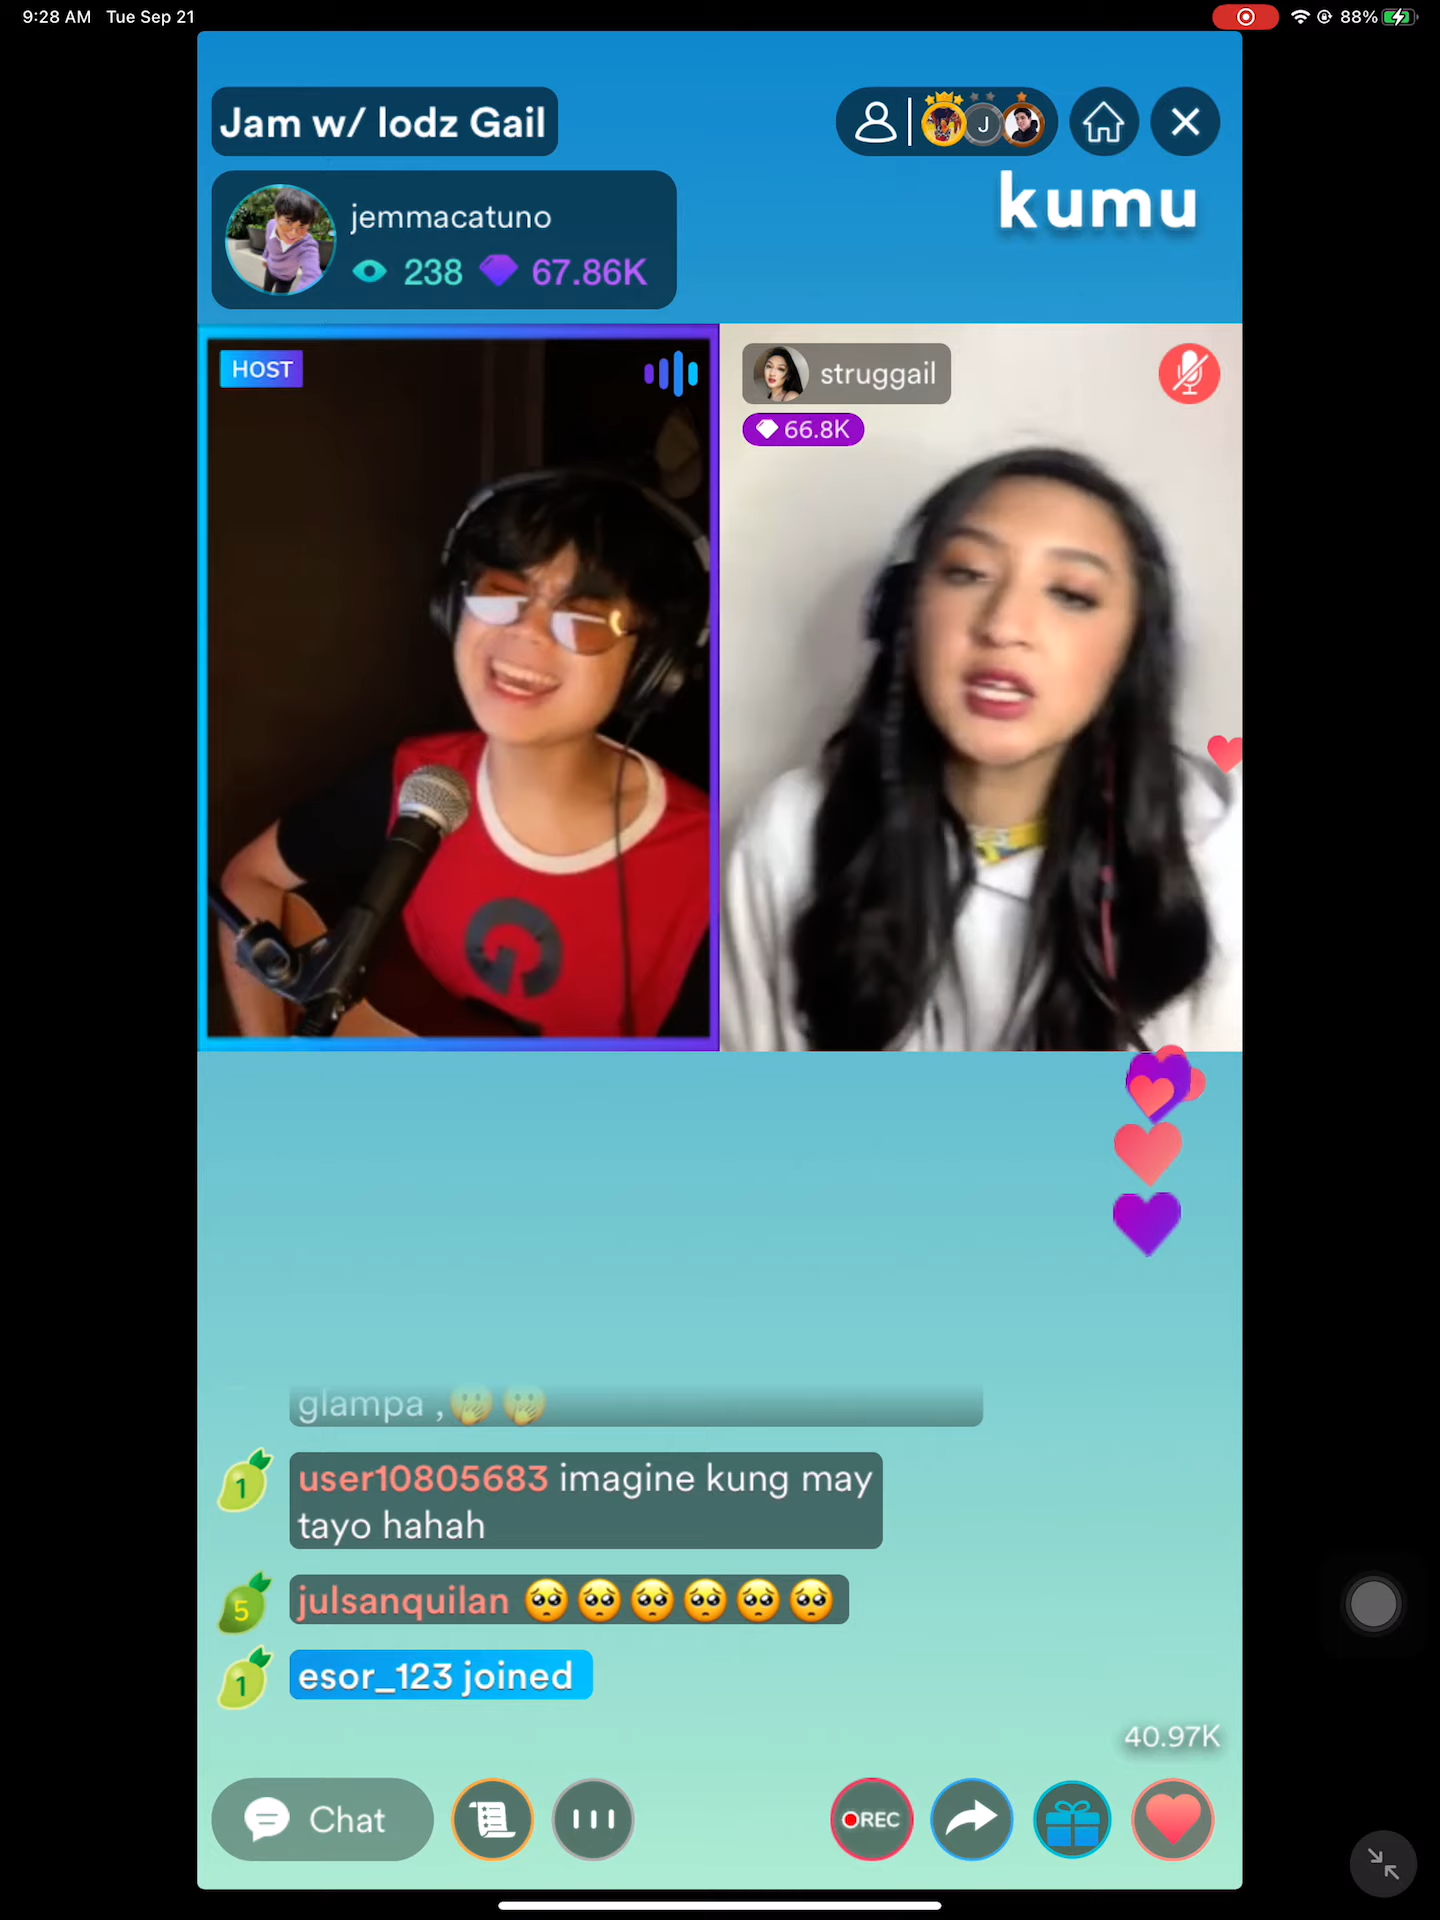 9:28 AM Tue Sep 21
88%
Jam w/ lodz Gail
J
jemmacatuno
kumu
238 67.86K
HOST
struggail
66.8K
glampa ,🤭🤭
1
user10805683 imagine kung may
tayo hahah
5
julsanquilan 🥺🥺🥺🥺🥺🥺
1
esor_123 joined
40.97K
Chat
REC